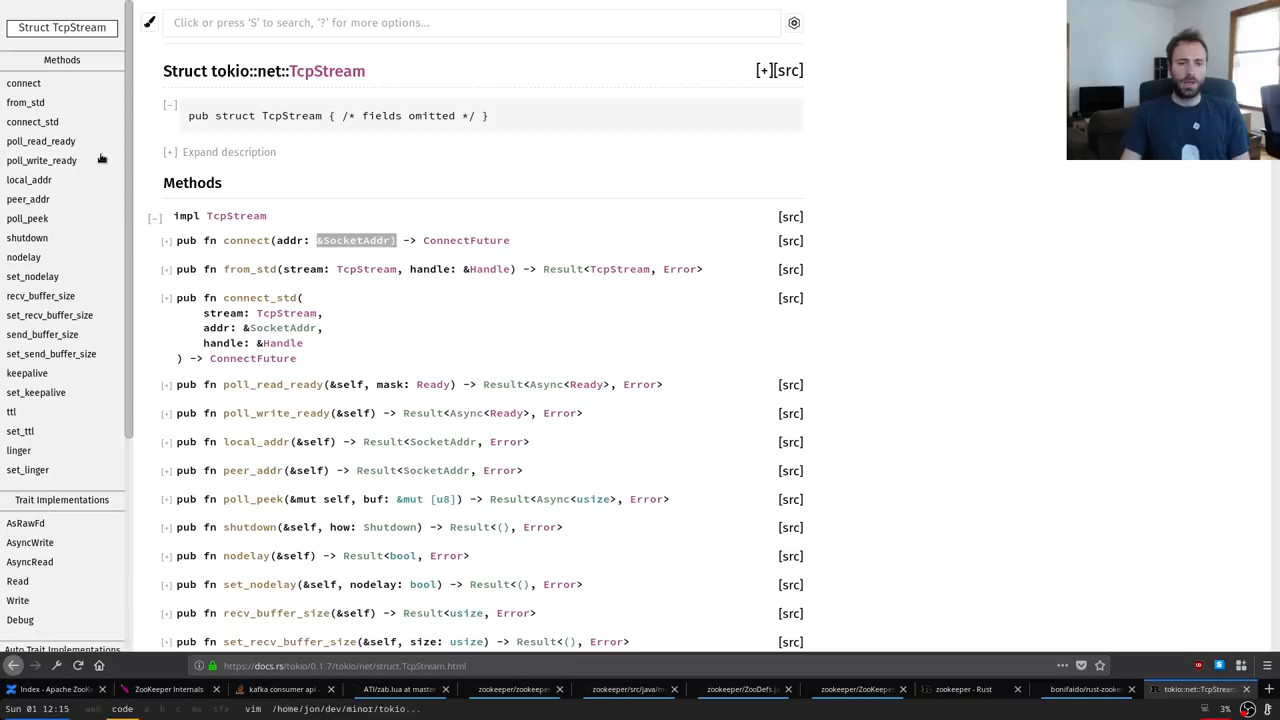 Struct TcpStream
Methods
connect
from_std
connect_std
poll_read_ready
poll_write_ready
local_addr
peer_addr
poll_peek
shutdown
nodelay
set_nodelay
recv_buffer_size
set_recv_buffer_size
send_buffer_size
set_send_buffer_size
keepalive
set_keepalive
ttl
set_ttl
linger
set_linger
Trait Implementations
AsRawFd
AsyncWrite
AsyncRead
Read
Write
Debug
Auto Trait Implementations
Click or press ‘S’ to search, ‘?’ for more options…
Struct tokio::net::TcpStream [+][src]
[-] pub struct TcpStream { /* fields omitted */ }
[+] Expand description
Methods
[-] impl TcpStream [src]
[+] pub fn connect(addr: &SocketAddr) -> ConnectFuture [src]
[+] pub fn from_std(stream: TcpStream, handle: &Handle) -> Result<TcpStream, Error> [src]
[+] pub fn connect_std( [src]
stream: TcpStream,
addr: &SocketAddr,
handle: &Handle
) -> ConnectFuture
[+] pub fn poll_read_ready(&self, mask: Ready) -> Result<Async<Ready>, Error> [src]
[+] pub fn poll_write_ready(&self) -> Result<Async<Ready>, Error> [src]
[+] pub fn local_addr(&self) -> Result<SocketAddr, Error> [src]
[+] pub fn peer_addr(&self) -> Result<SocketAddr, Error> [src]
[+] pub fn poll_peek(&mut self, buf: &mut [u8]) -> Result<Async<usize>, Error> [src]
[+] pub fn shutdown(&self, how: Shutdown) -> Result<(), Error> [src]
[+] pub fn nodelay(&self) -> Result<bool, Error> [src]
[+] pub fn set_nodelay(&self, nodelay: bool) -> Result<(), Error> [src]
[+] pub fn recv_buffer_size(&self) -> Result<usize, Error> [src]
[+] pub fn set_recv_buffer_size(&self, size: usize) -> Result<(), Error> [src]
https://docs.rs/tokio/0.1.7/tokio/net/struct.TcpStream.html
Index - Apache ZooKe
ZooKeeper Internals
kafka consumer api -
ATI/zab.lua at master
zookeeper/zookeeper
zookeeper/src/java/m
zookeeper/ZooDefs.j
zookeeper/ZooKeeper
zookeeper - Rust
bonifaido/rust-zooke
tokio::net::TcpStream
Sun 01 12:15 web code mc ms sfx vim /home/jon/dev/minor/tokio... 3%